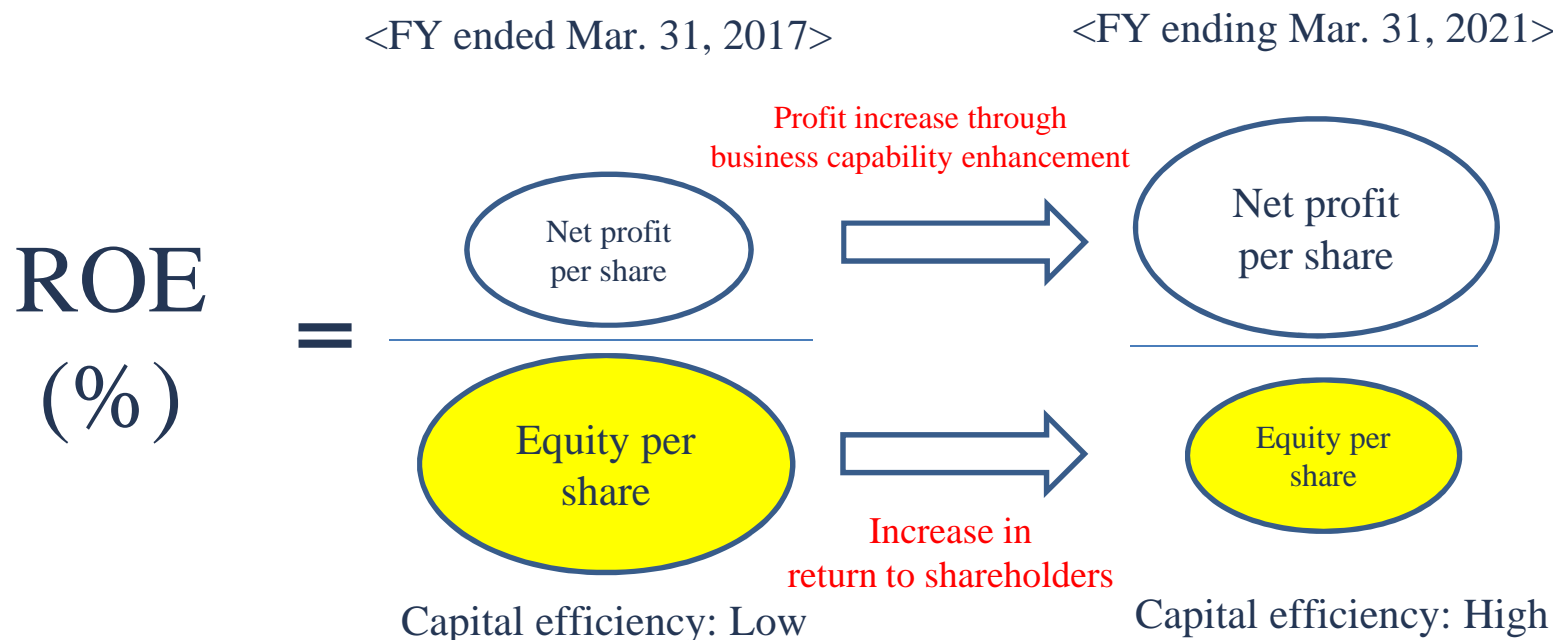 <FY ended Mar. 31, 2017>
<FY ending Mar. 31, 2021>
Profit increase through
business capability enhancement
ROE
(%)
=
Net profit
per share
Net profit
per share
Equity per
share
Equity per
share
Increase in
return to shareholders
Capital efficiency: Low
Capital efficiency: High